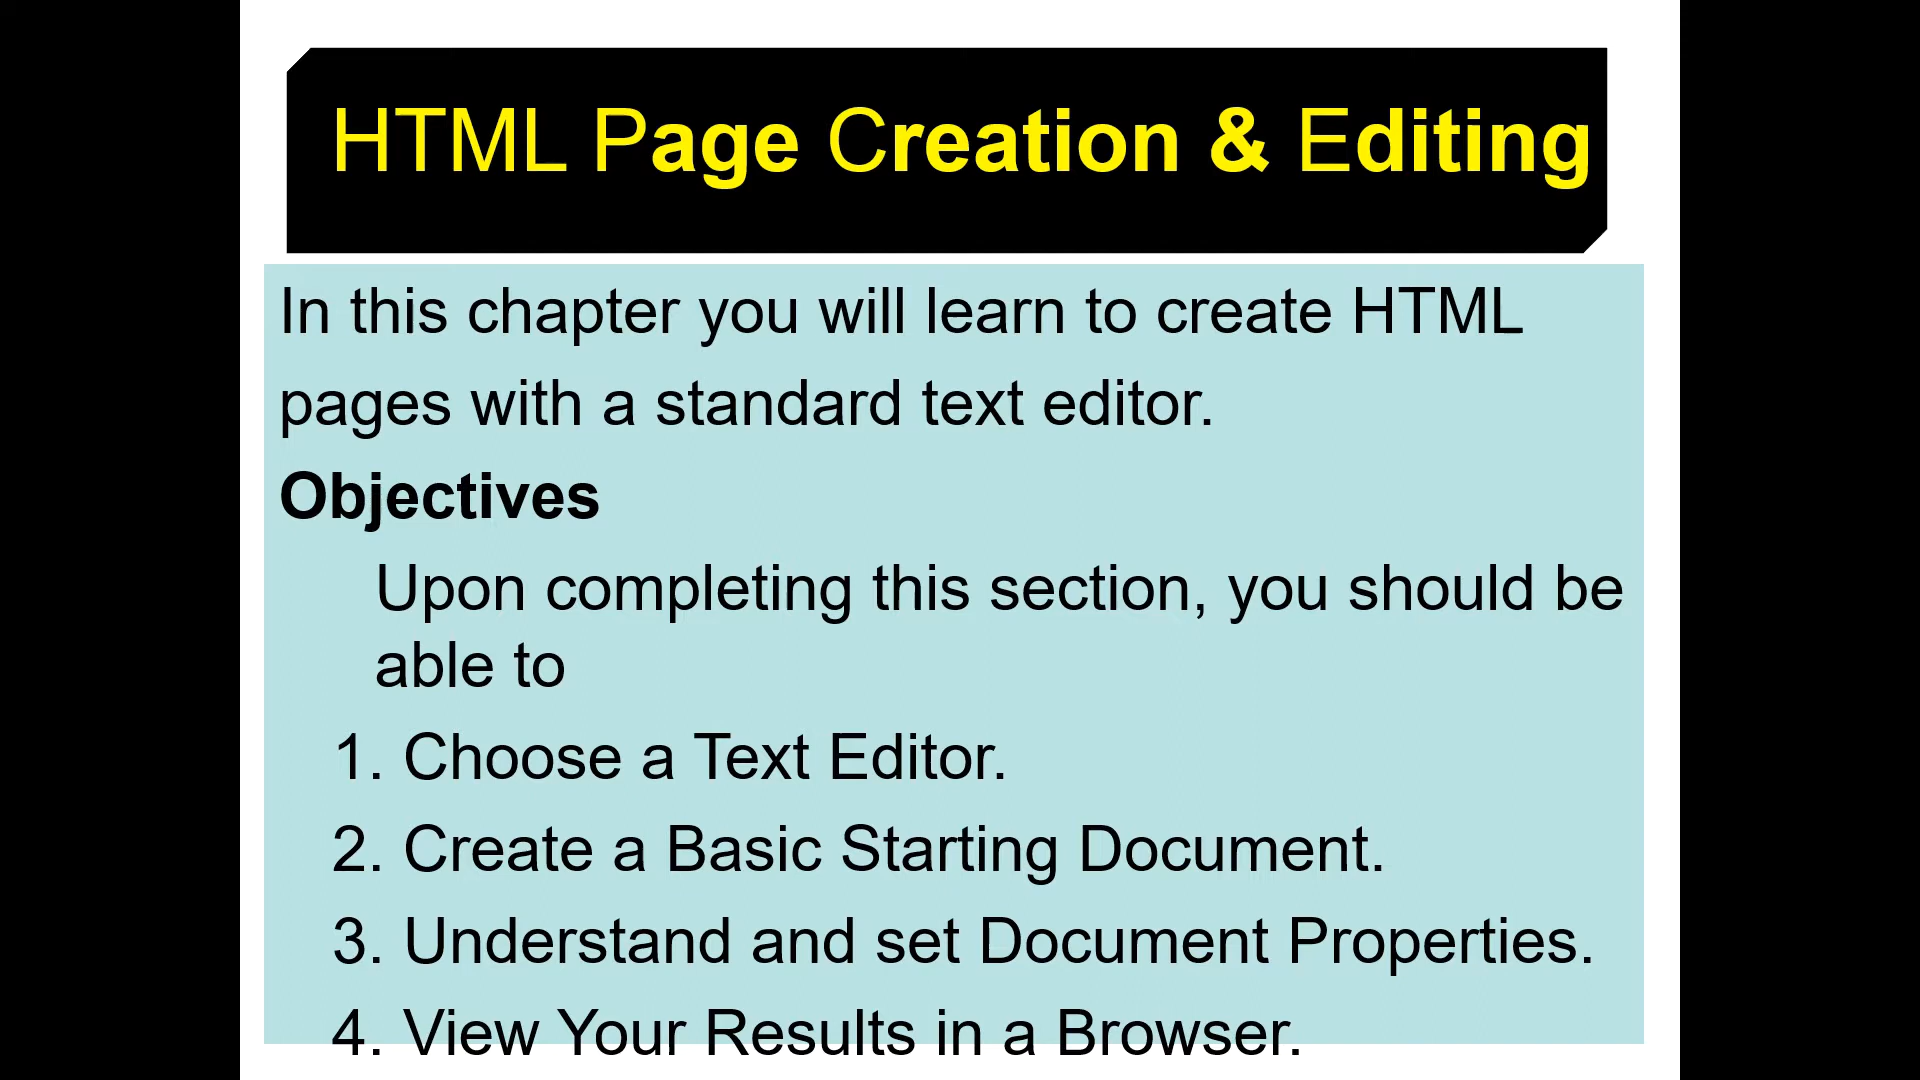 HTML Page Creation & Editing
In this chapter you will learn to create HTML
pages with a standard text editor.
Objectives
Upon completing this section, you should be
able to
1. Choose a Text Editor.
2. Create a Basic Starting Document.
3. Understand and set Document Properties.
4. View Your Results in a Browser.